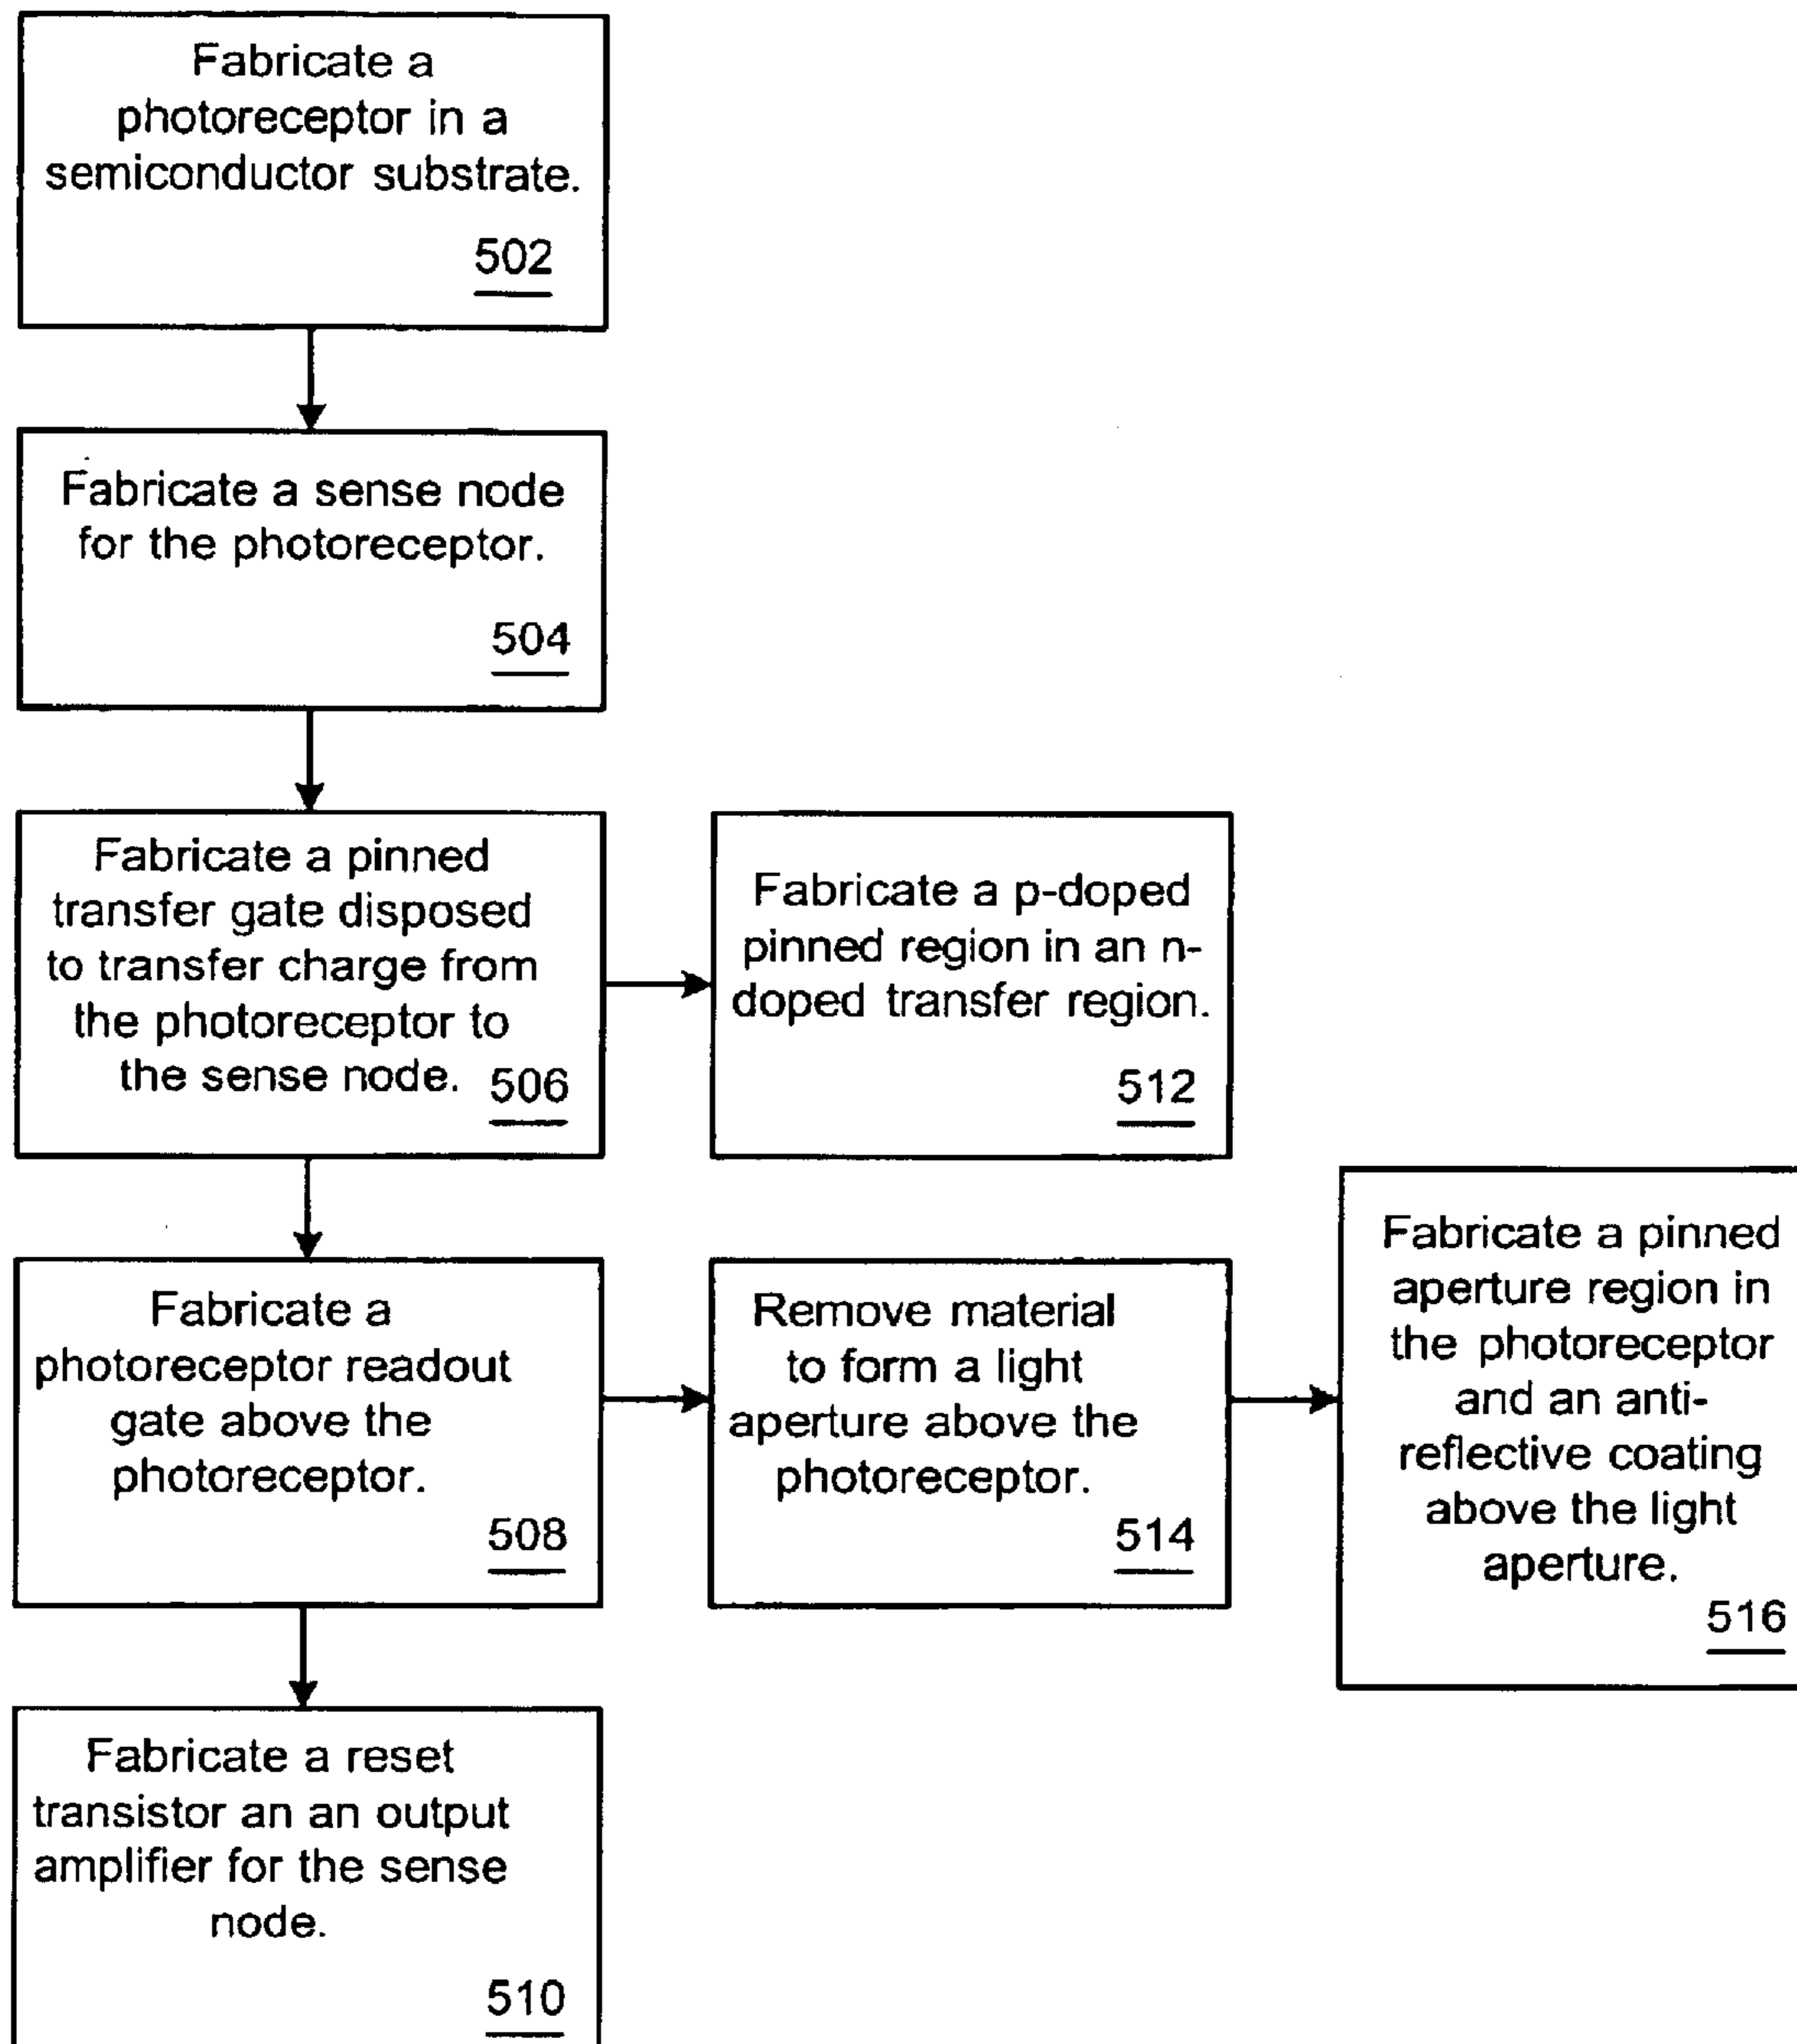 Fabricate a
photoreceptor in a
semiconductor substrate.
502
Fabricate a sense node
for the photoreceptor.
504
Fabricate a pinned
transfer gate disposed
to transfer charge from
the photoreceptor to
the sense node.
506
Fabricate a p-doped
pinned region in an n-
doped transfer region.
512
Fabricate a
photoreceptor readout
gate above the
photoreceptor.
508
Remove material
to form a light
aperture above the
photoreceptor.
514
Fabricate a pinned
aperture region in
the photoreceptor
and an anti-
reflective coating
above the light
aperture.
516
Fabricate a reset
transistor an an output
amplifier for the sense
node.
510